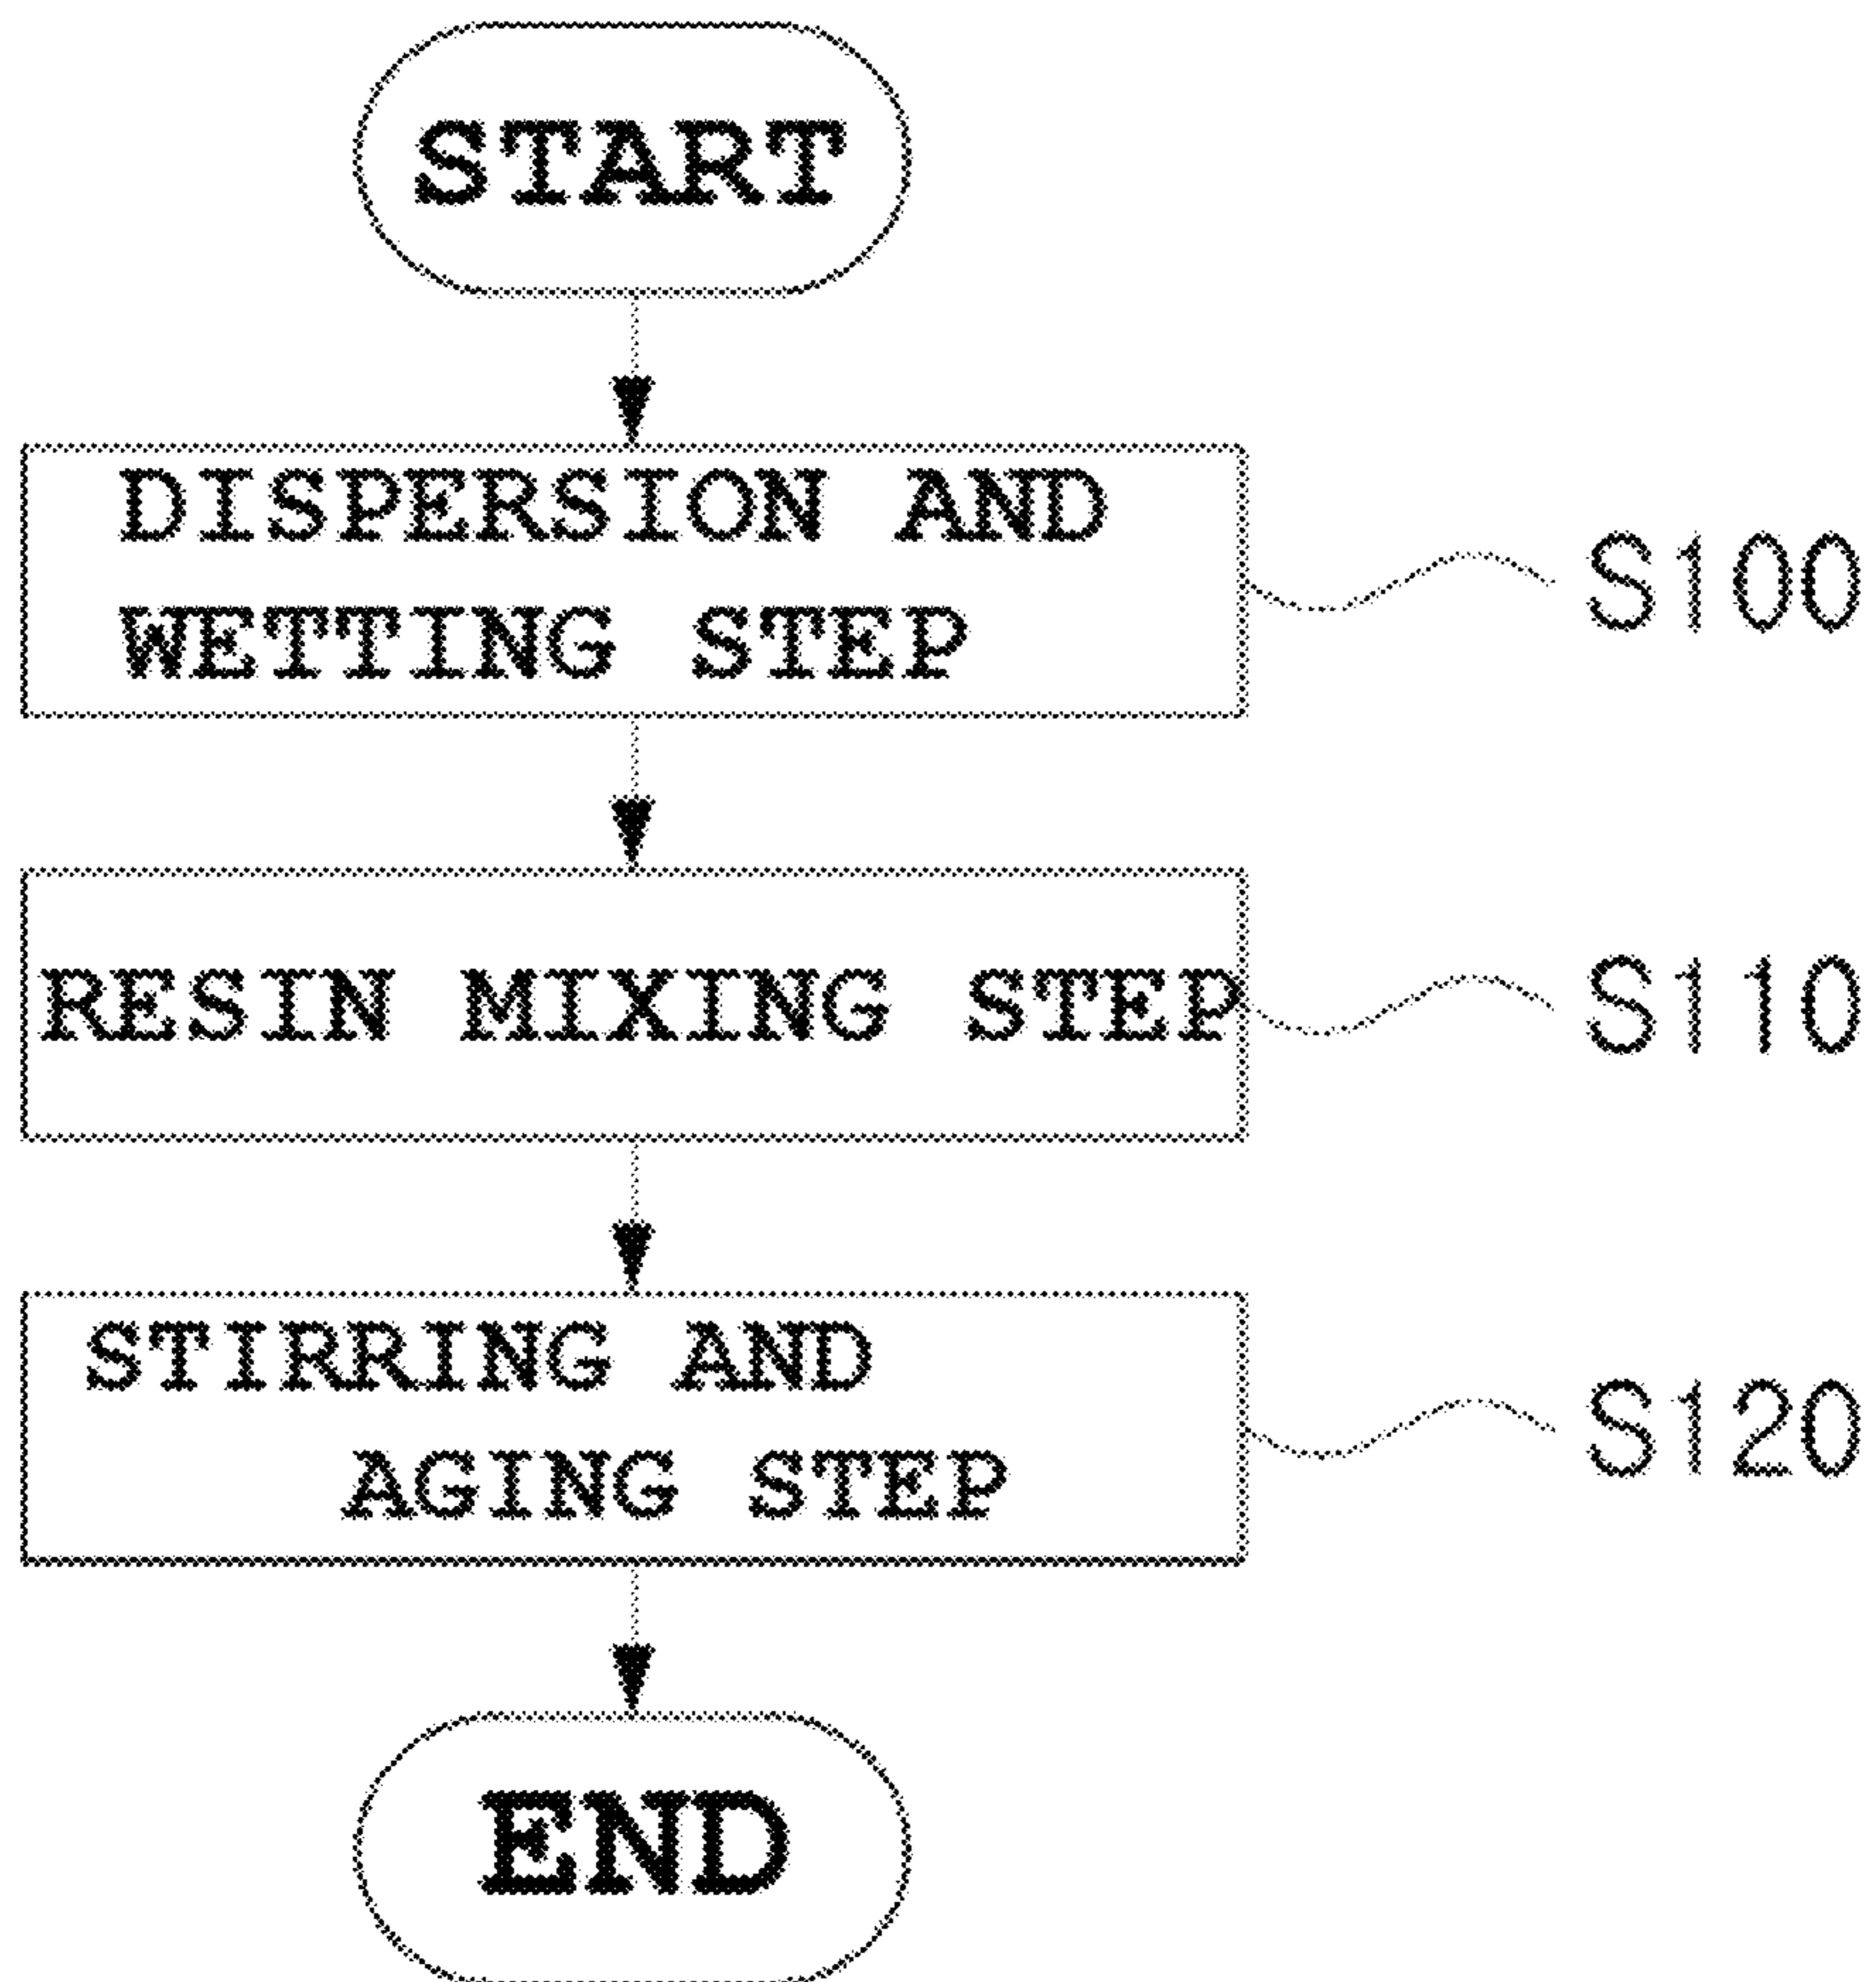 START
DISPERSION AND
WETTING STEP
S100
RESIN MIXING STEP
S110
STIRRING AND
AGING STEP
S120
END